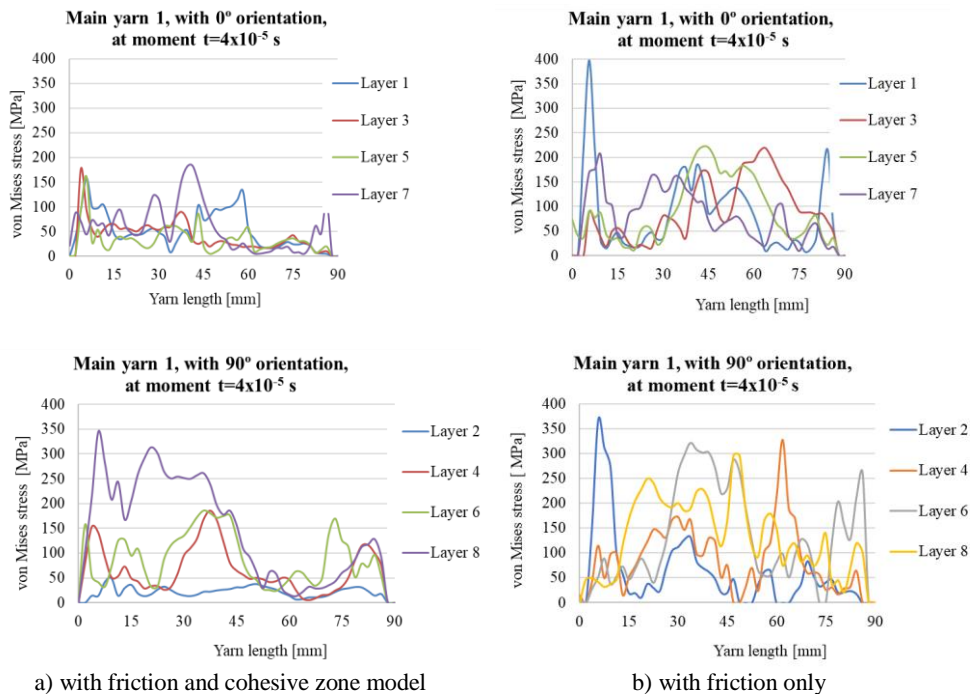 Main yarn 1, with 0º orientation,
at moment t=4x10⁻⁵ s
von Mises stress [MPa]
400
350
300
250
200
150
100
50
0
0 15 30 45 60 75 90
Yarn length [mm]
Layer 1
Layer 3
Layer 5
Layer 7
Main yarn 1, with 0º orientation,
at moment t=4x10⁻⁵ s
von Mises stress [MPa]
400
350
300
250
200
150
100
50
0
0 15 30 45 60 75 90
Yarn length [mm]
Layer 1
Layer 3
Layer 5
Layer 7
Main yarn 1, with 90º orientation,
at moment t=4x10⁻⁵ s
von Mises stress [MPa]
400
350
300
250
200
150
100
50
0
0 15 30 45 60 75 90
Yarn length [mm]
Layer 2
Layer 4
Layer 6
Layer 8
a) with friction and cohesive zone model
Main yarn 1, with 90º orientation,
at moment t=4x10⁻⁵ s
von Mises stress [ MPa]
400
350
300
250
200
150
100
50
0
0 15 30 45 60 75 90
Yarn length [mm]
Layer 2
Layer 4
Layer 6
Layer 8
b) with friction only